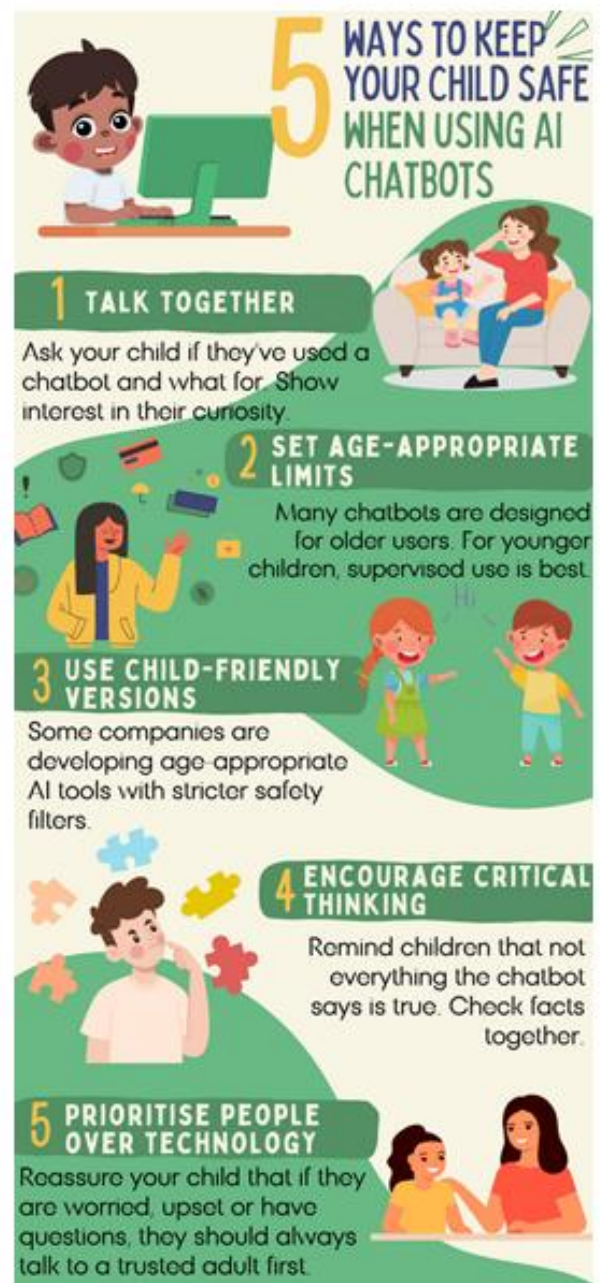 5 WAYS TO KEEP
YOUR CHILD SAFE
WHEN USING AI
CHATBOTS
1 TALK TOGETHER
Ask your child if they've used a
chatbot and what for. Show
interest in their curiosity.
2 SET AGE-APPROPRIATE
LIMITS
Many chatbots are designed
for older users. For younger
children, supervised use is best.
Hi
3 USE CHILD-FRIENDLY
VERSIONS
Some companies are
developing age-appropriate
AI tools with stricter safety
filters.
4 ENCOURAGE CRITICAL
THINKING
Remind children that not
everything the chatbot
says is true. Check facts
together.
5 PRIORITISE PEOPLE
OVER TECHNOLOGY
Reassure your child that if they
are worried, upset or have
questions, they should always
talk to a trusted adult first.